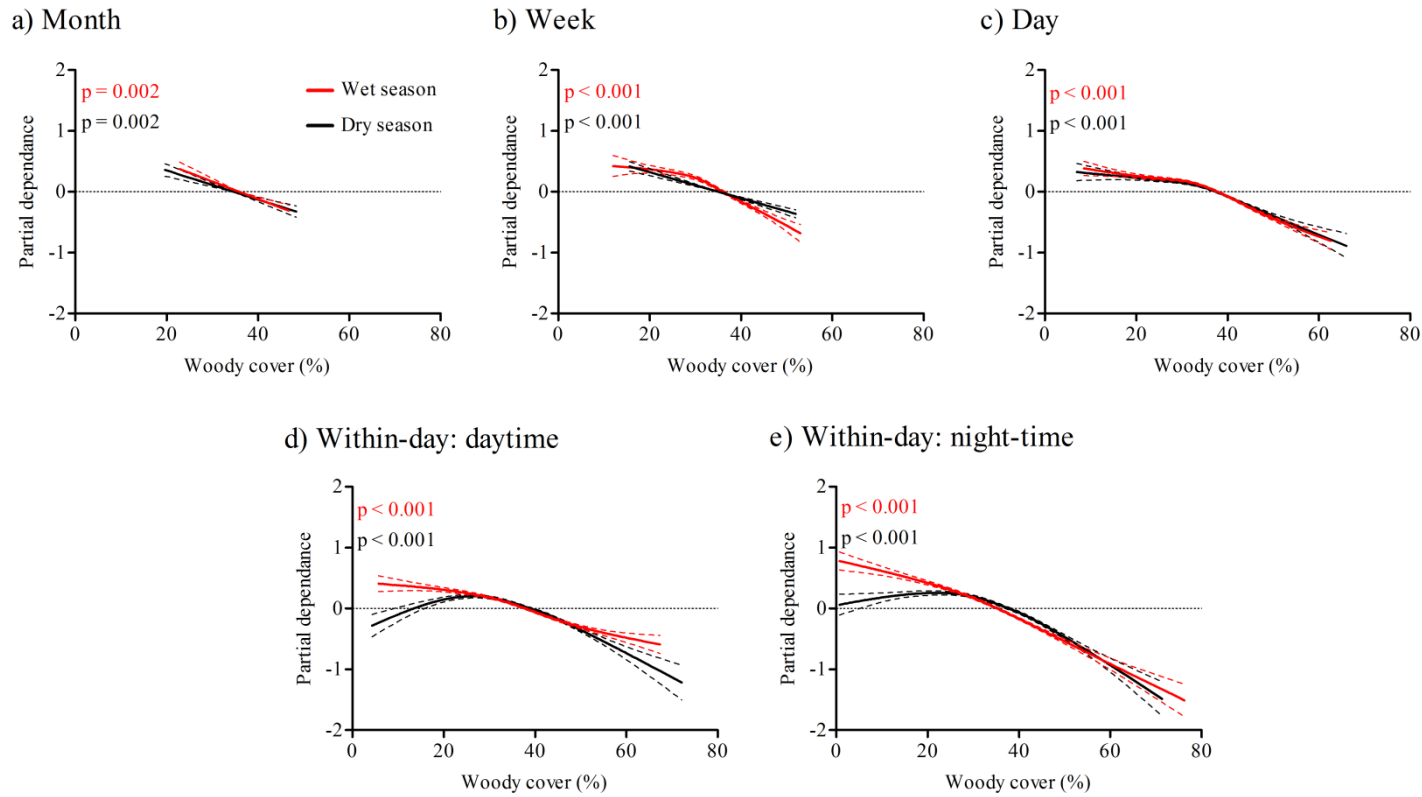 a) Month
2
p = 0.002
p = 0.002
Wet season
Dry season
1
0
-1
-2
Partial dependance
0
20
40
60
80
Woody cover (%)
b) Week
2
p < 0.001
p < 0.001
1
0
-1
-2
Partial dependance
0
20
40
60
80
Woody cover (%)
c) Day
2
p < 0.001
p < 0.001
1
0
-1
-2
Partial dependance
0
20
40
60
80
Woody cover (%)
d) Within-day: daytime
2
p < 0.001
p < 0.001
1
0
-1
-2
Partial dependance
0
20
40
60
80
Woody cover (%)
e) Within-day: night-time
2
p < 0.001
p < 0.001
1
0
-1
-2
Partial dependance
0
20
40
60
80
Woody cover (%)